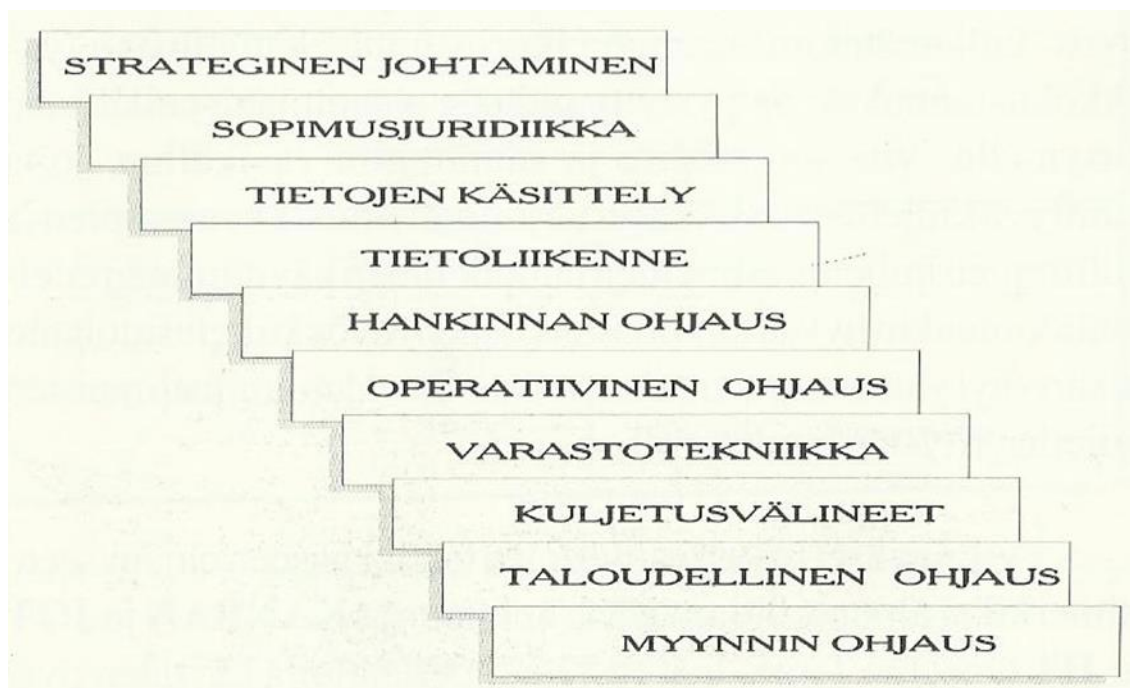 STRATEGINEN JOHTAMINEN
SOPIMUSJURIDIIKKA
TIETOJEN KÄSITTELY
TIETOLIIKENNE
HANKINNAN OHJAUS
OPERATIIVINEN OHJAUS
VARASTOTEKNIIKKA
KULJETUSVÄLINEET
TALOUDELLINEN OHJAUS
MYYNNIN OHJAUS